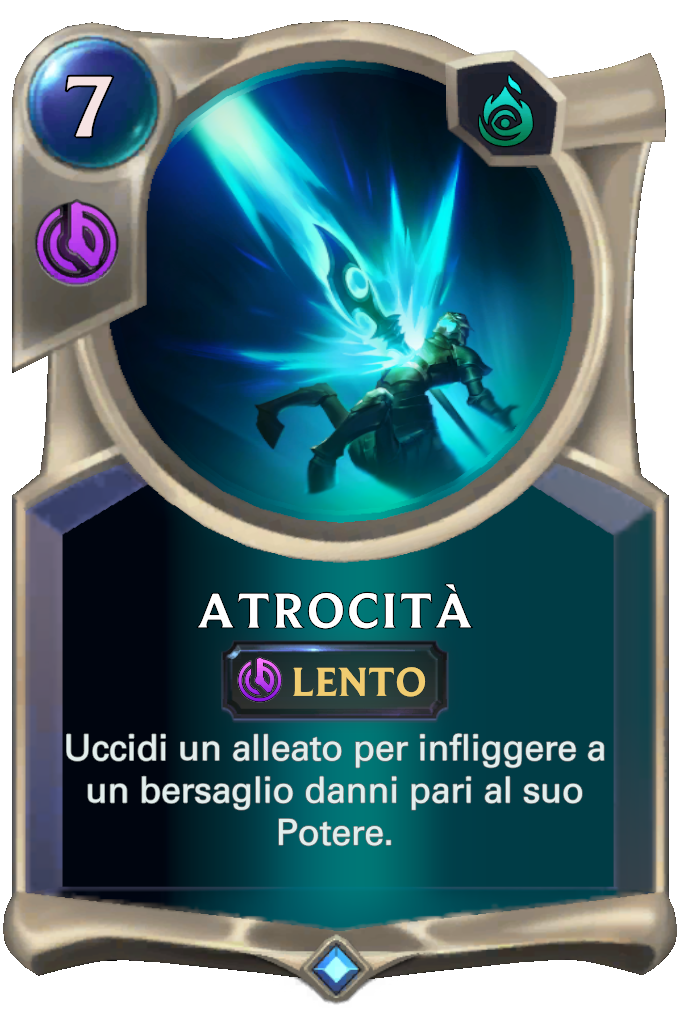 7
ATROCITÀ
LENTO
Uccidi un alleato per infliggere a
un bersaglio danni pari al suo
Potere.